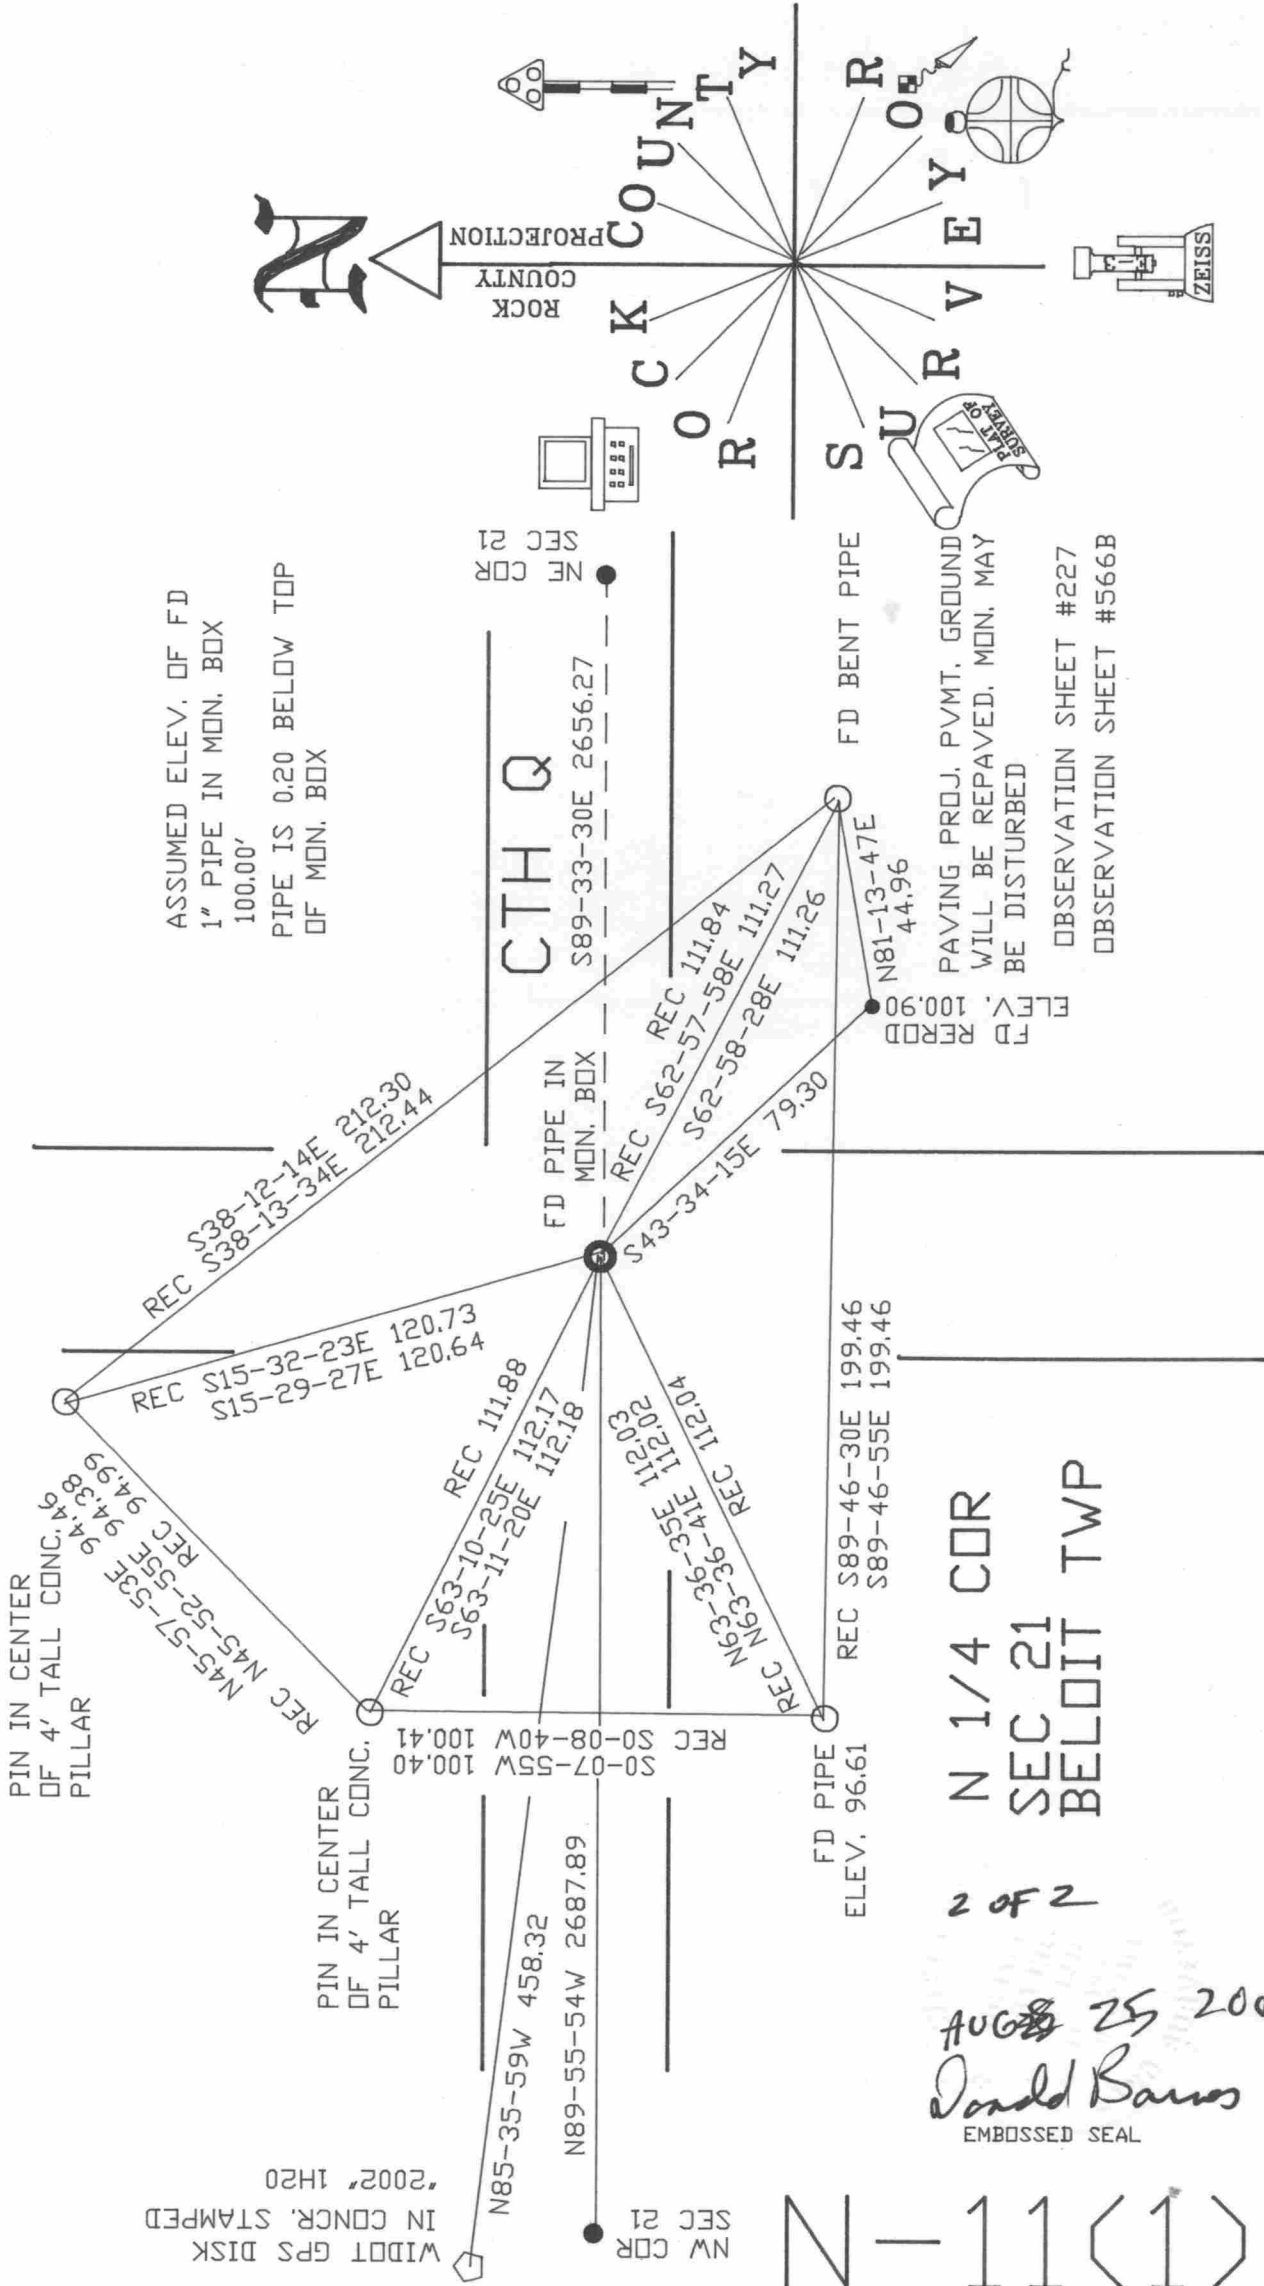 PIN IN CENTER
OF 4' TALL CONC.
PILLAR
N45-57-53E 94.46
N45-52-55E 94.38
REC REC 94.99
S38-12-14E 212.30
REC S38-13-34E 212.44
REC S15-32-23E 120.73
S15-29-27E 120.64
ASSUMED ELEV. OF FD
1" PIPE IN MON. BOX
100.00'
PIPE IS 0.20 BELOW TOP
OF MON. BOX
N
ROCK
COUNTY
PROJECTION
ROCK COUNTY
SURVEYOR
ZEISS
PLAT OF
SURVEY
PIN IN CENTER
OF 4' TALL CONC.
PILLAR
REC 111.88
REC S63-10-25E 112.17
S63-11-20E 112.18
S0-07-55W 100.40
REC S0-08-40W 100.41
CTH Q
S89-33-30E 2656.27
NE COR
SEC 21
FD PIPE IN
MON. BOX
REC 111.84
REC S62-57-58E 111.27
S62-58-28E 111.26
S43-34-15E 79.30
FD BENT PIPE
N81-13-47E
44.96
FD REROD
ELEV. 100.90
WIDOT GPS DISK
IN CONCR. STAMPED
"2002" 1H20
N85-35-59W 458.32
N89-55-54W 2687.89
NW COR
SEC 21
N63-36-35E 112.03
REC N63-36-41E 112.02
REC 112.04
FD PIPE
ELEV. 96.61
REC S89-46-30E 199.46
S89-46-55E 199.46
PAVING PROJ. PVMT. GROUND
WILL BE REPAVED. MON. MAY
BE DISTURBED
OBSERVATION SHEET #227
OBSERVATION SHEET #566B
N 1/4 COR
SEC 21
BELOIT TWP
2 OF 2
AUG 25 200
Donald Barnes
EMBOSSED SEAL
N-11(1)